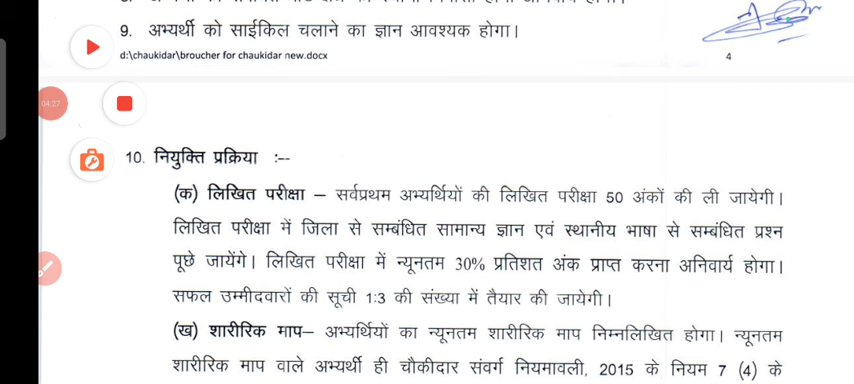 9. अभ्यर्थी को साईकिल चलाने का ज्ञान आवश्यक होगा।
d:\chaukidar\broucher for chaukidar new.docx
4
04:27
10. नियुक्ति प्रक्रिया :--
(क) लिखित परीक्षा – सर्वप्रथम अभ्यर्थियों की लिखित परीक्षा 50 अंकों की ली जायेगी।
लिखित परीक्षा में जिला से सम्बंधित सामान्य ज्ञान एवं स्थानीय भाषा से सम्बंधित प्रश्न
पूछे जायेंगे। लिखित परीक्षा में न्यूनतम 30% प्रतिशत अंक प्राप्त करना अनिवार्य होगा।
सफल उम्मीदवारों की सूची 1:3 की संख्या में तैयार की जायेगी।
(ख) शारीरिक माप– अभ्यर्थियों का न्यूनतम शारीरिक माप निम्नलिखित होगा। न्यूनतम
शारीरिक माप वाले अभ्यर्थी ही चौकीदार संवर्ग नियमावली, 2015 के नियम 7 (4) के